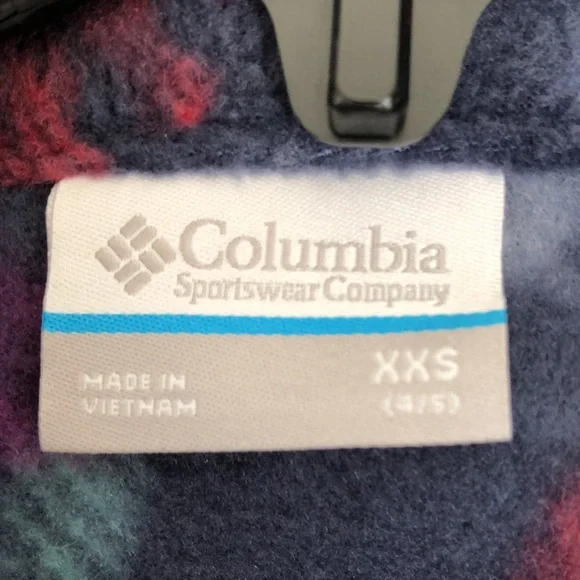 Columbia
Sportswear Company
XXS
MADE IN
VIETNAM
(4/5)